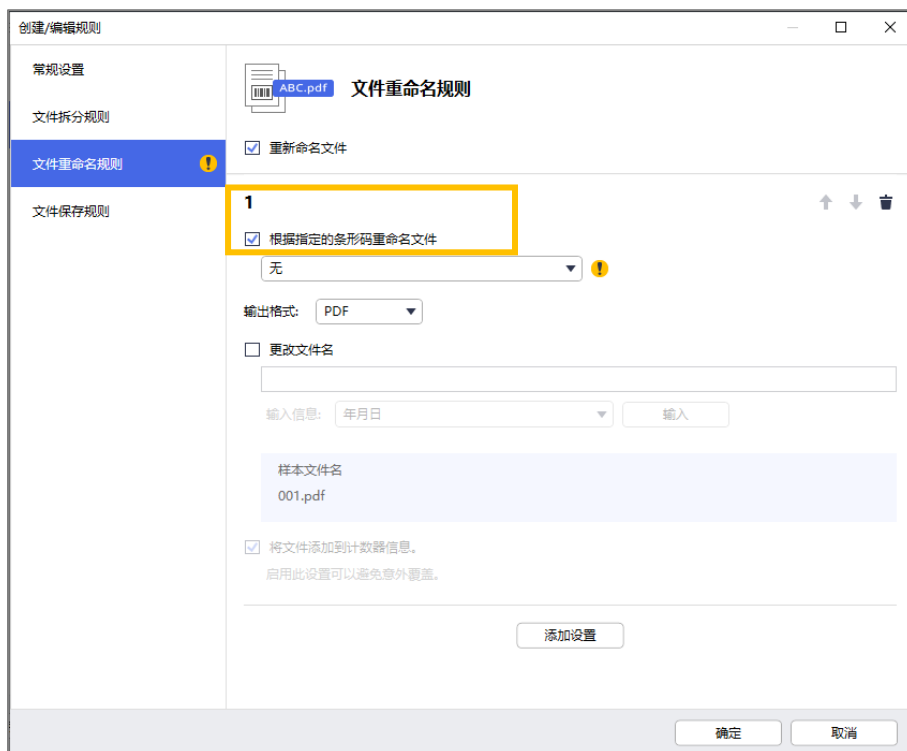 创建/编辑规则
常规设置
文件拆分规则
文件重命名规则
文件保存规则
ABC.pdf
文件重命名规则
重新命名文件
1
根据指定的条形码重命名文件
无
输出格式: PDF
更改文件名
输入信息: 年月日 输入
样本文件名
001.pdf
将文件添加到计数器信息。
启用此设置可以避免意外覆盖。
添加设置
确定 取消